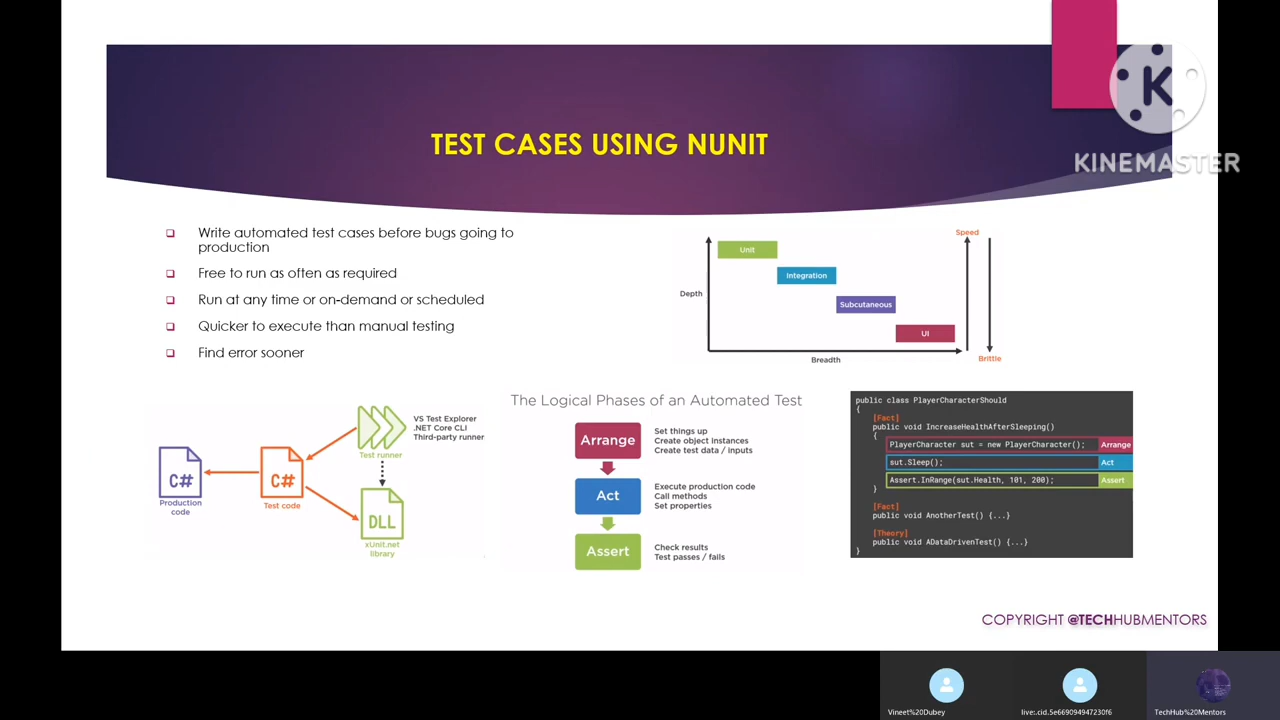 K
KINEMASTER
TEST CASES USING NUNIT
Write automated test cases before bugs going to
production
Free to run as often as required
Run at any time or on-demand or scheduled
Quicker to execute than manual testing
Find error sooner
Speed
Unit
Integration
Depth
Subcutaneous
UI
Breadth
Brittle
VS Test Explorer
.NET Core CLI
Third-party runner
Test runner
C#
C#
Production
code
Test code
DLL
xUnit.net
library
The Logical Phases of an Automated Test
Arrange
Set things up
Create object instances
Create test data / inputs
Act
Execute production code
Call methods
Set properties
Assert
Check results
Test passes / fails
public class PlayerCharacterShould
{
[Fact]
public void IncreaseHealthAfterSleeping()
{
PlayerCharacter sut = new PlayerCharacter(); Arrange
sut.Sleep(); Act
Assert.InRange(sut.Health, 101, 200); Assert
}
[Fact]
public void AnotherTest() {...}
[Theory]
public void ADataDrivenTest() {...}
}
COPYRIGHT @TECHHUBMENTORS
Vineet%20Dubey
live:.cid.5e669094947230f6
TechHub%20Mentors